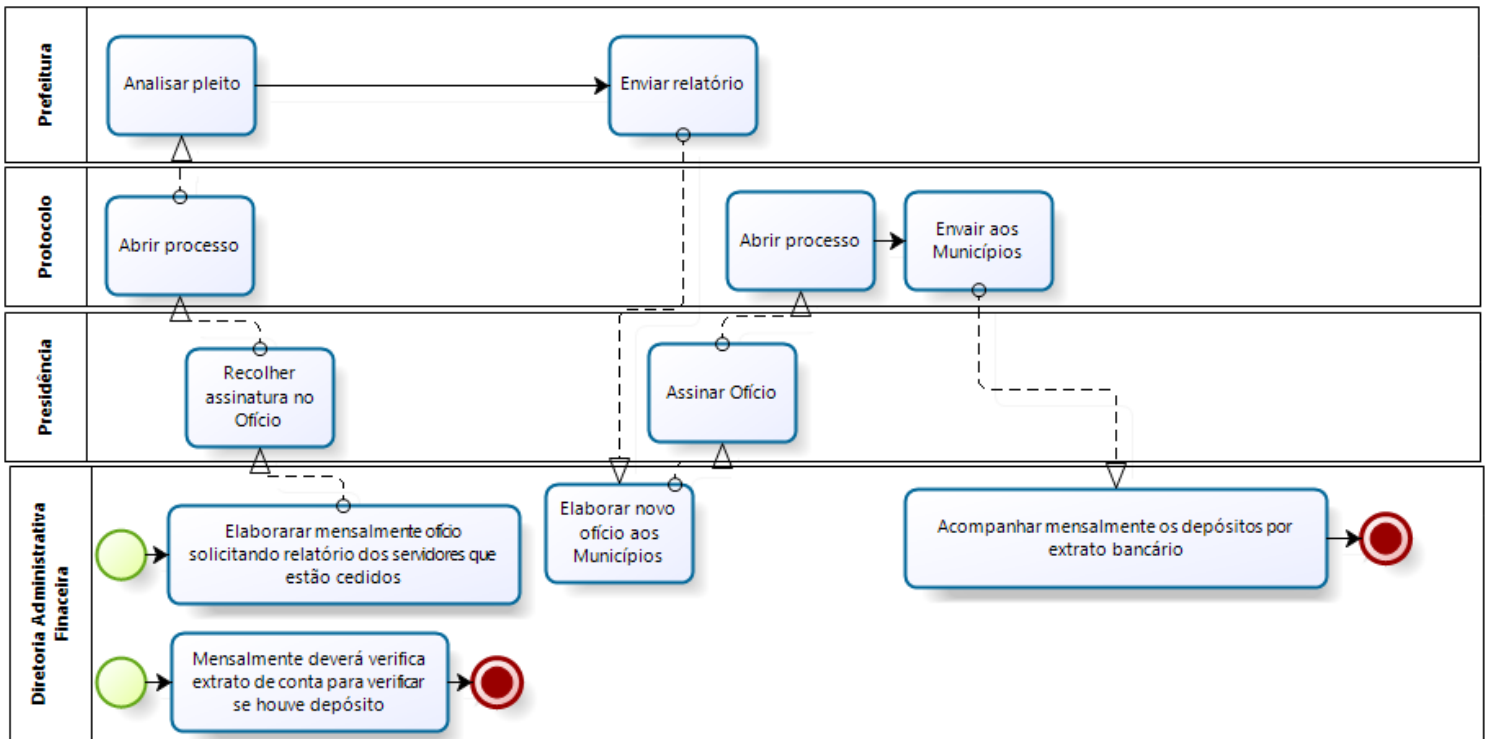 Prefeitura
Analisar pleito
Enviar relatório
Protocolo
Abrir processo
Abrir processo
Envair aos
Municípios
Presidência
Recolher
assinatura no
Ofício
Assinar Ofício
Diretoria Administrativa
Finaceira
Elaborarar mensalmente ofício
solicitando relatório dos servidores que
estão cedidos
Elaborar novo
ofício aos
Municípios
Acompanhar mensalmente os depósitos por
extrato bancário
Mensalmente deverá verifica
extrato de conta para verificar
se houve depósito